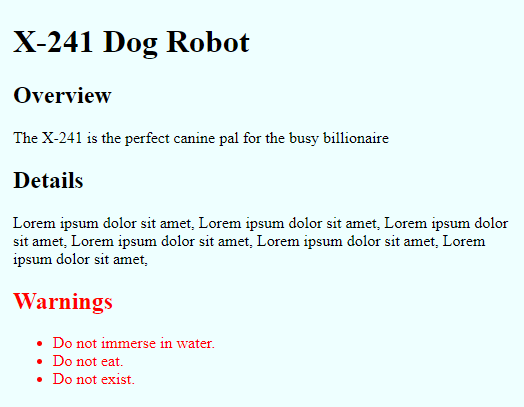 X-241 Dog Robot
Overview
The X-241 is the perfect canine pal for the busy billionaire
Details
Lorem ipsum dolor sit amet, Lorem ipsum dolor sit amet, Lorem ipsum dolor
sit amet, Lorem ipsum dolor sit amet, Lorem ipsum dolor sit amet, Lorem
ipsum dolor sit amet,
Warnings
• Do not immerse in water.
• Do not eat.
• Do not exist.